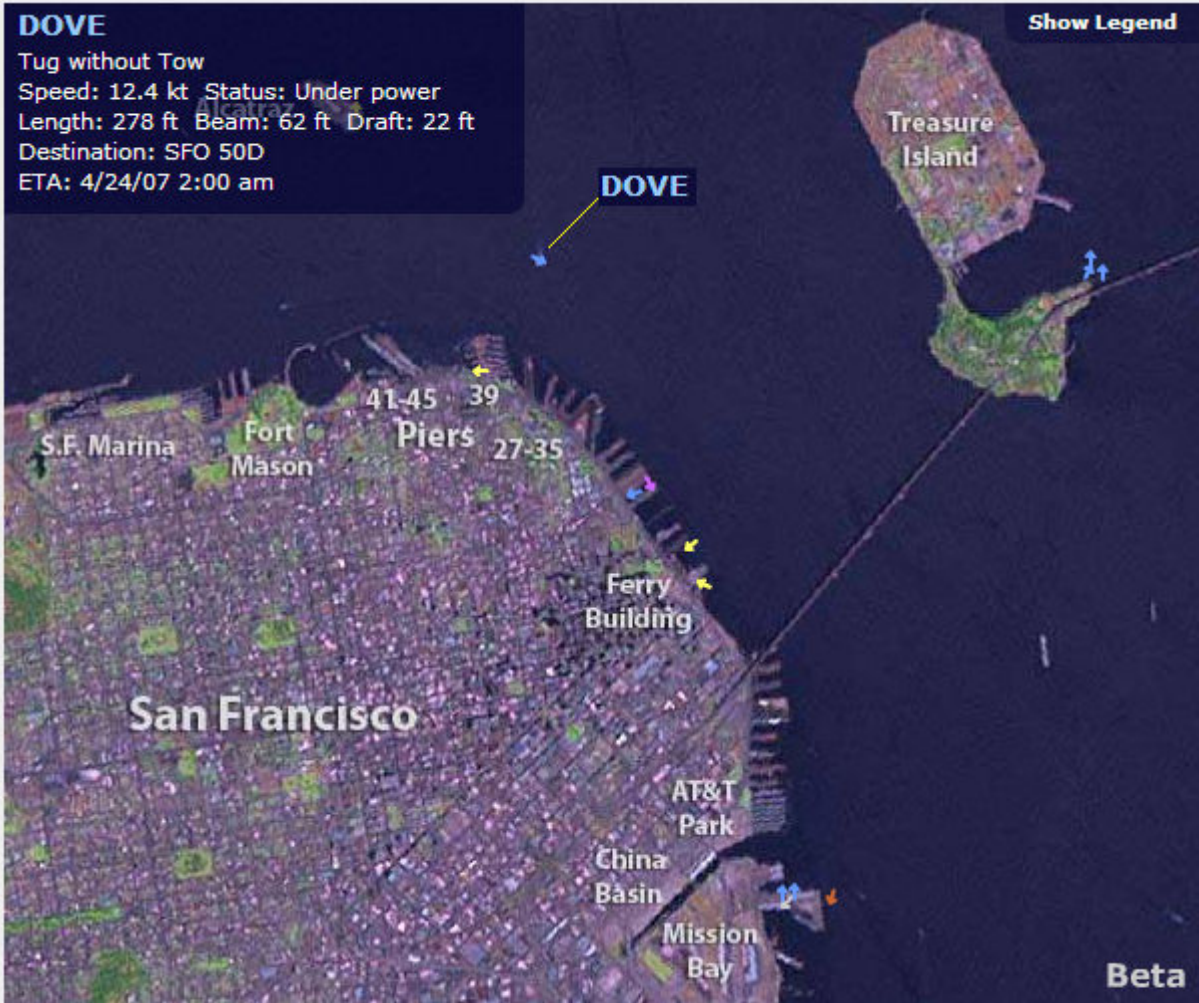 DOVE
Tug without Tow
Speed: 12.4 kt Status: Under power
Alcatraz
Length: 278 ft Beam: 62 ft Draft: 22 ft
Destination: SFO 50D
ETA: 4/24/07 2:00 am
Show Legend
Treasure
Island
DOVE
41-45
39
Piers
27-35
S.F. Marina
Fort
Mason
Ferry
Building
San Francisco
AT&T
Park
China
Basin
Mission
Bay
Beta